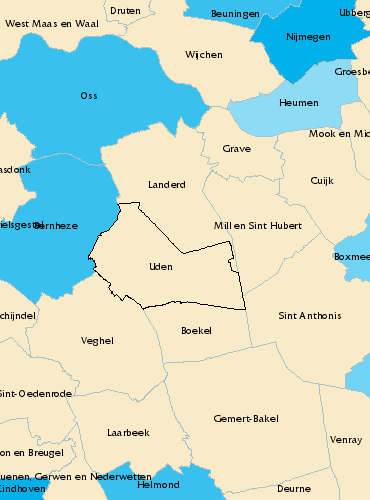 Druten
Beuningen
Ubberg
West Maas en Waal
Nijmegen
Wijchen
Groesbe
Oss
Heumen
Mook en Mid
Grave
asdonk
Landerd
Cuijk
ielsgestel
Bernheze
Mill en Sint Hubert
Boxmee
Uden
chijndel
Sint Anthonis
Boekel
Veghel
Sint-Oedenrode
Gemert-Bakel
Laarbeek
Venray
on en Breugel
uenen, Gerwen en Nederwetten
Eindhoven
Helmond
Deurne